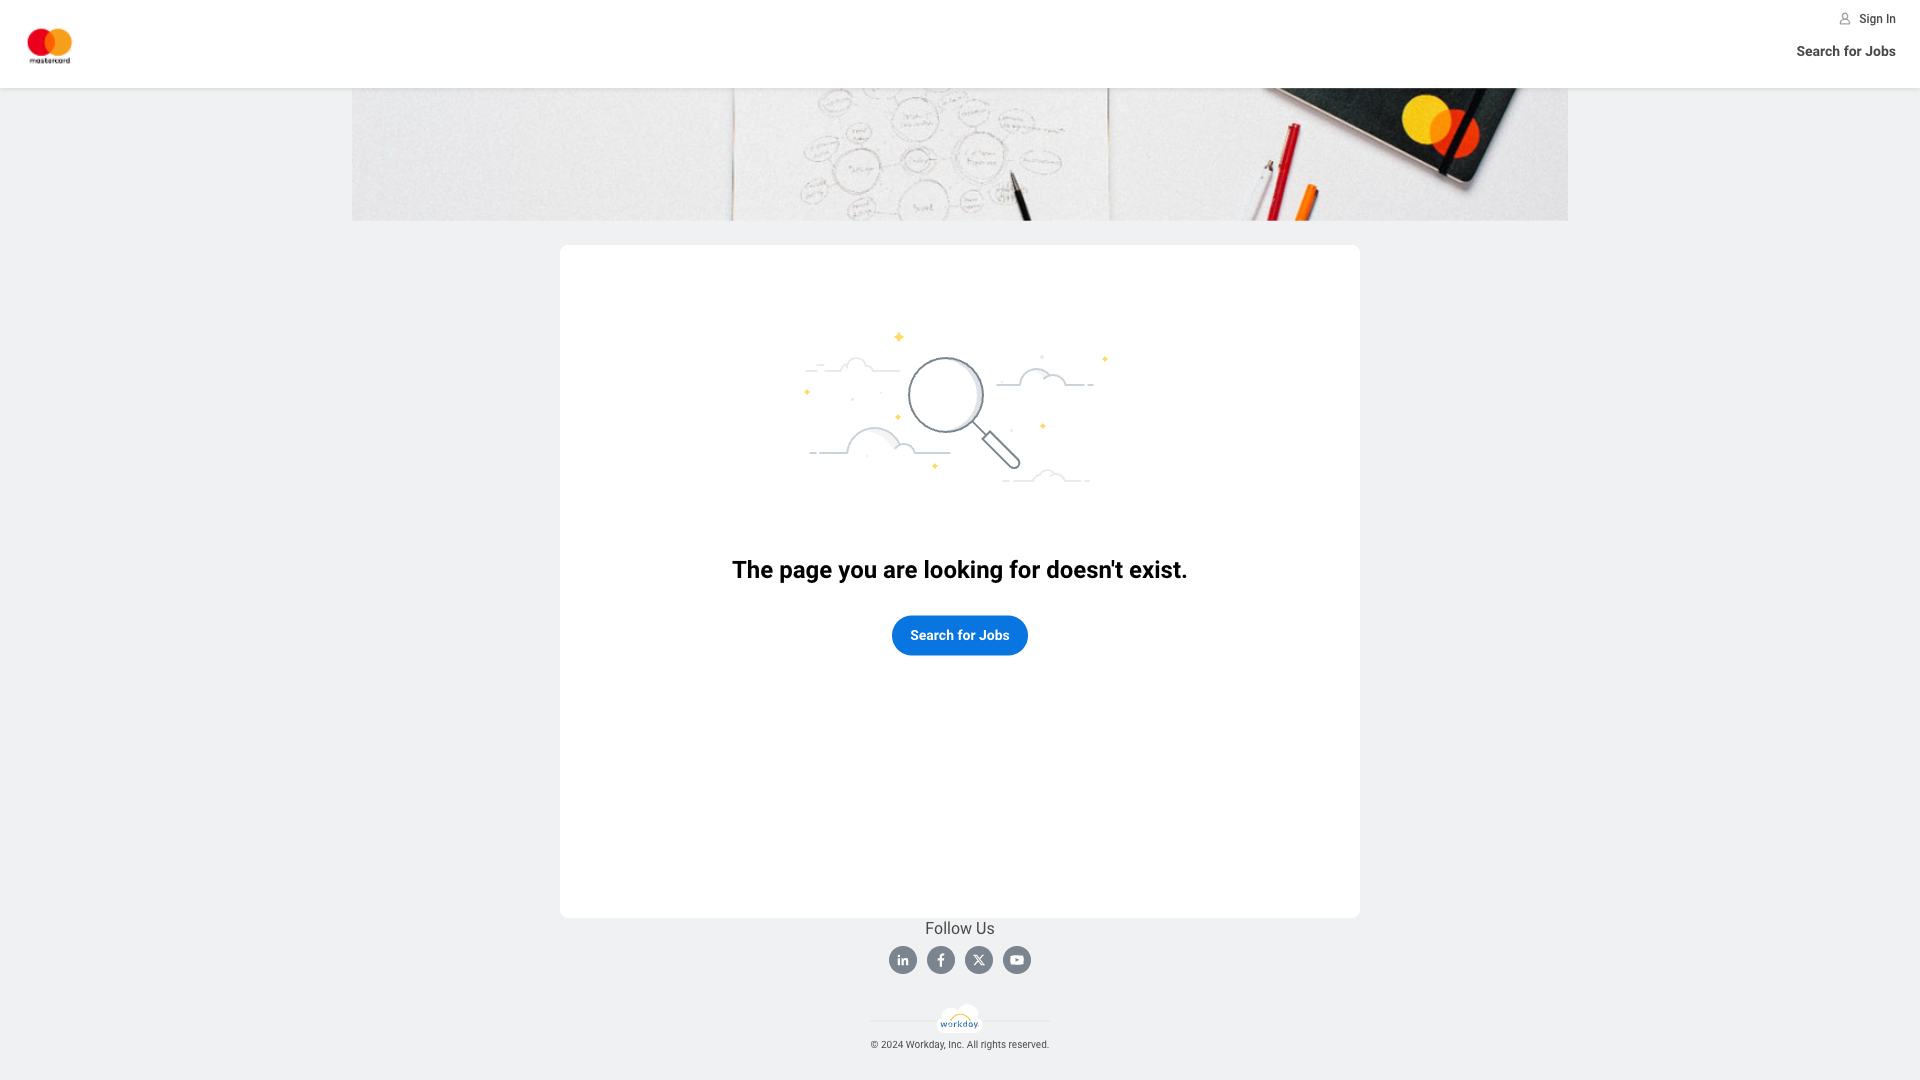 Sign In
mastercard
Search for Jobs
The page you are looking for doesn't exist.
Search for Jobs
Follow Us
workday.
© 2024 Workday, Inc. All rights reserved.